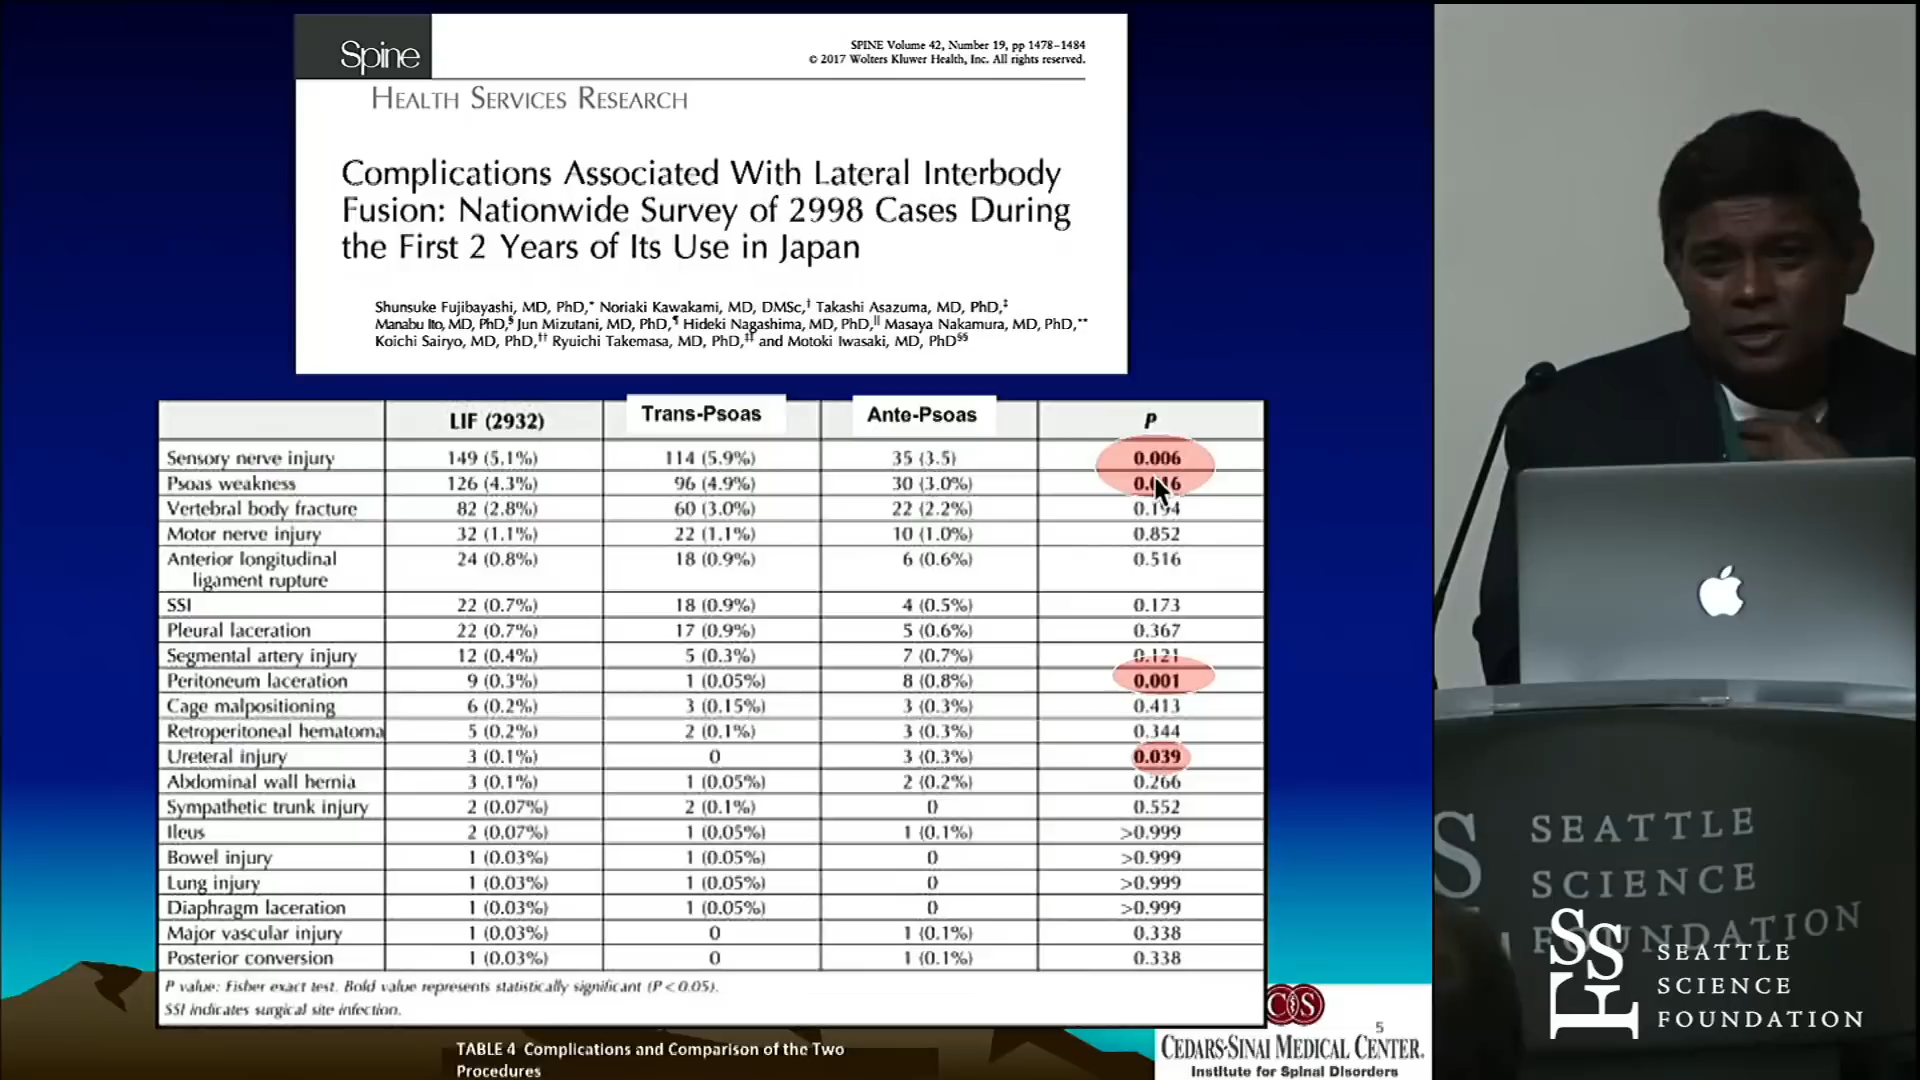 Spine
SPINE Volume 42, Number 19, pp 1478–1484
© 2017 Wolters Kluwer Health, Inc. All rights reserved.
HEALTH SERVICES RESEARCH
Complications Associated With Lateral Interbody
Fusion: Nationwide Survey of 2998 Cases During
the First 2 Years of Its Use in Japan
Shunsuke Fujibayashi, MD, PhD,* Noriaki Kawakami, MD, DMSc,† Takashi Asazuma, MD, PhD,‡
Manabu Ito, MD, PhD,§ Jun Mizutani, MD, PhD,¶ Hideki Nagashima, MD, PhD,|| Masaya Nakamura, MD, PhD,**
Koichi Sairyo, MD, PhD,†† Ryuichi Takemasa, MD, PhD,‡‡ and Motoki Iwasaki, MD, PhD§§
LIF (2932) Trans-Psoas Ante-Psoas P
Sensory nerve injury 149 (5.1%) 114 (5.9%) 35 (3.5) 0.006
Psoas weakness 126 (4.3%) 96 (4.9%) 30 (3.0%)
Vertebral body fracture 82 (2.8%) 60 (3.0%) 22 (2.2%) 0.194
Motor nerve injury 32 (1.1%) 22 (1.1%) 10 (1.0%) 0.852
Anterior longitudinal 24 (0.8%) 18 (0.9%) 6 (0.6%) 0.516
ligament rupture
SSI 22 (0.7%) 18 (0.9%) 4 (0.5%) 0.173
Pleural laceration 22 (0.7%) 17 (0.9%) 5 (0.6%) 0.367
Segmental artery injury 12 (0.4%) 5 (0.3%) 7 (0.7%) 0.121
Peritoneum laceration 9 (0.3%) 1 (0.05%) 8 (0.8%) 0.001
Cage malpositioning 6 (0.2%) 3 (0.15%) 3 (0.3%) 0.413
Retroperitoneal hematoma 5 (0.2%) 2 (0.1%) 3 (0.3%) 0.344
Ureteral injury 3 (0.1%) 0 3 (0.3%) 0.039
Abdominal wall hernia 3 (0.1%) 1 (0.05%) 2 (0.2%) 0.266
Sympathetic trunk injury 2 (0.07%) 2 (0.1%) 0 0.552
Ileus 2 (0.07%) 1 (0.05%) 1 (0.1%) >0.999
Bowel injury 1 (0.03%) 1 (0.05%) 0 >0.999
Lung injury 1 (0.03%) 1 (0.05%) 0 >0.999
Diaphragm laceration 1 (0.03%) 1 (0.05%) 0 >0.999
Major vascular injury 1 (0.03%) 0 1 (0.1%) 0.338
Posterior conversion 1 (0.03%) 0 1 (0.1%) 0.338
P value: Fisher exact test. Bold value represents statistically significant (P < 0.05).
SSI indicates surgical site infection.
TABLE 4 Complications and Comparison of the Two
Procedures
5
CEDARS-SINAI MEDICAL CENTER.
Institute for Spinal Disorders
SEATTLE
SCIENCE
FOUNDATION
SSF
SEATTLE
SCIENCE
FOUNDATION